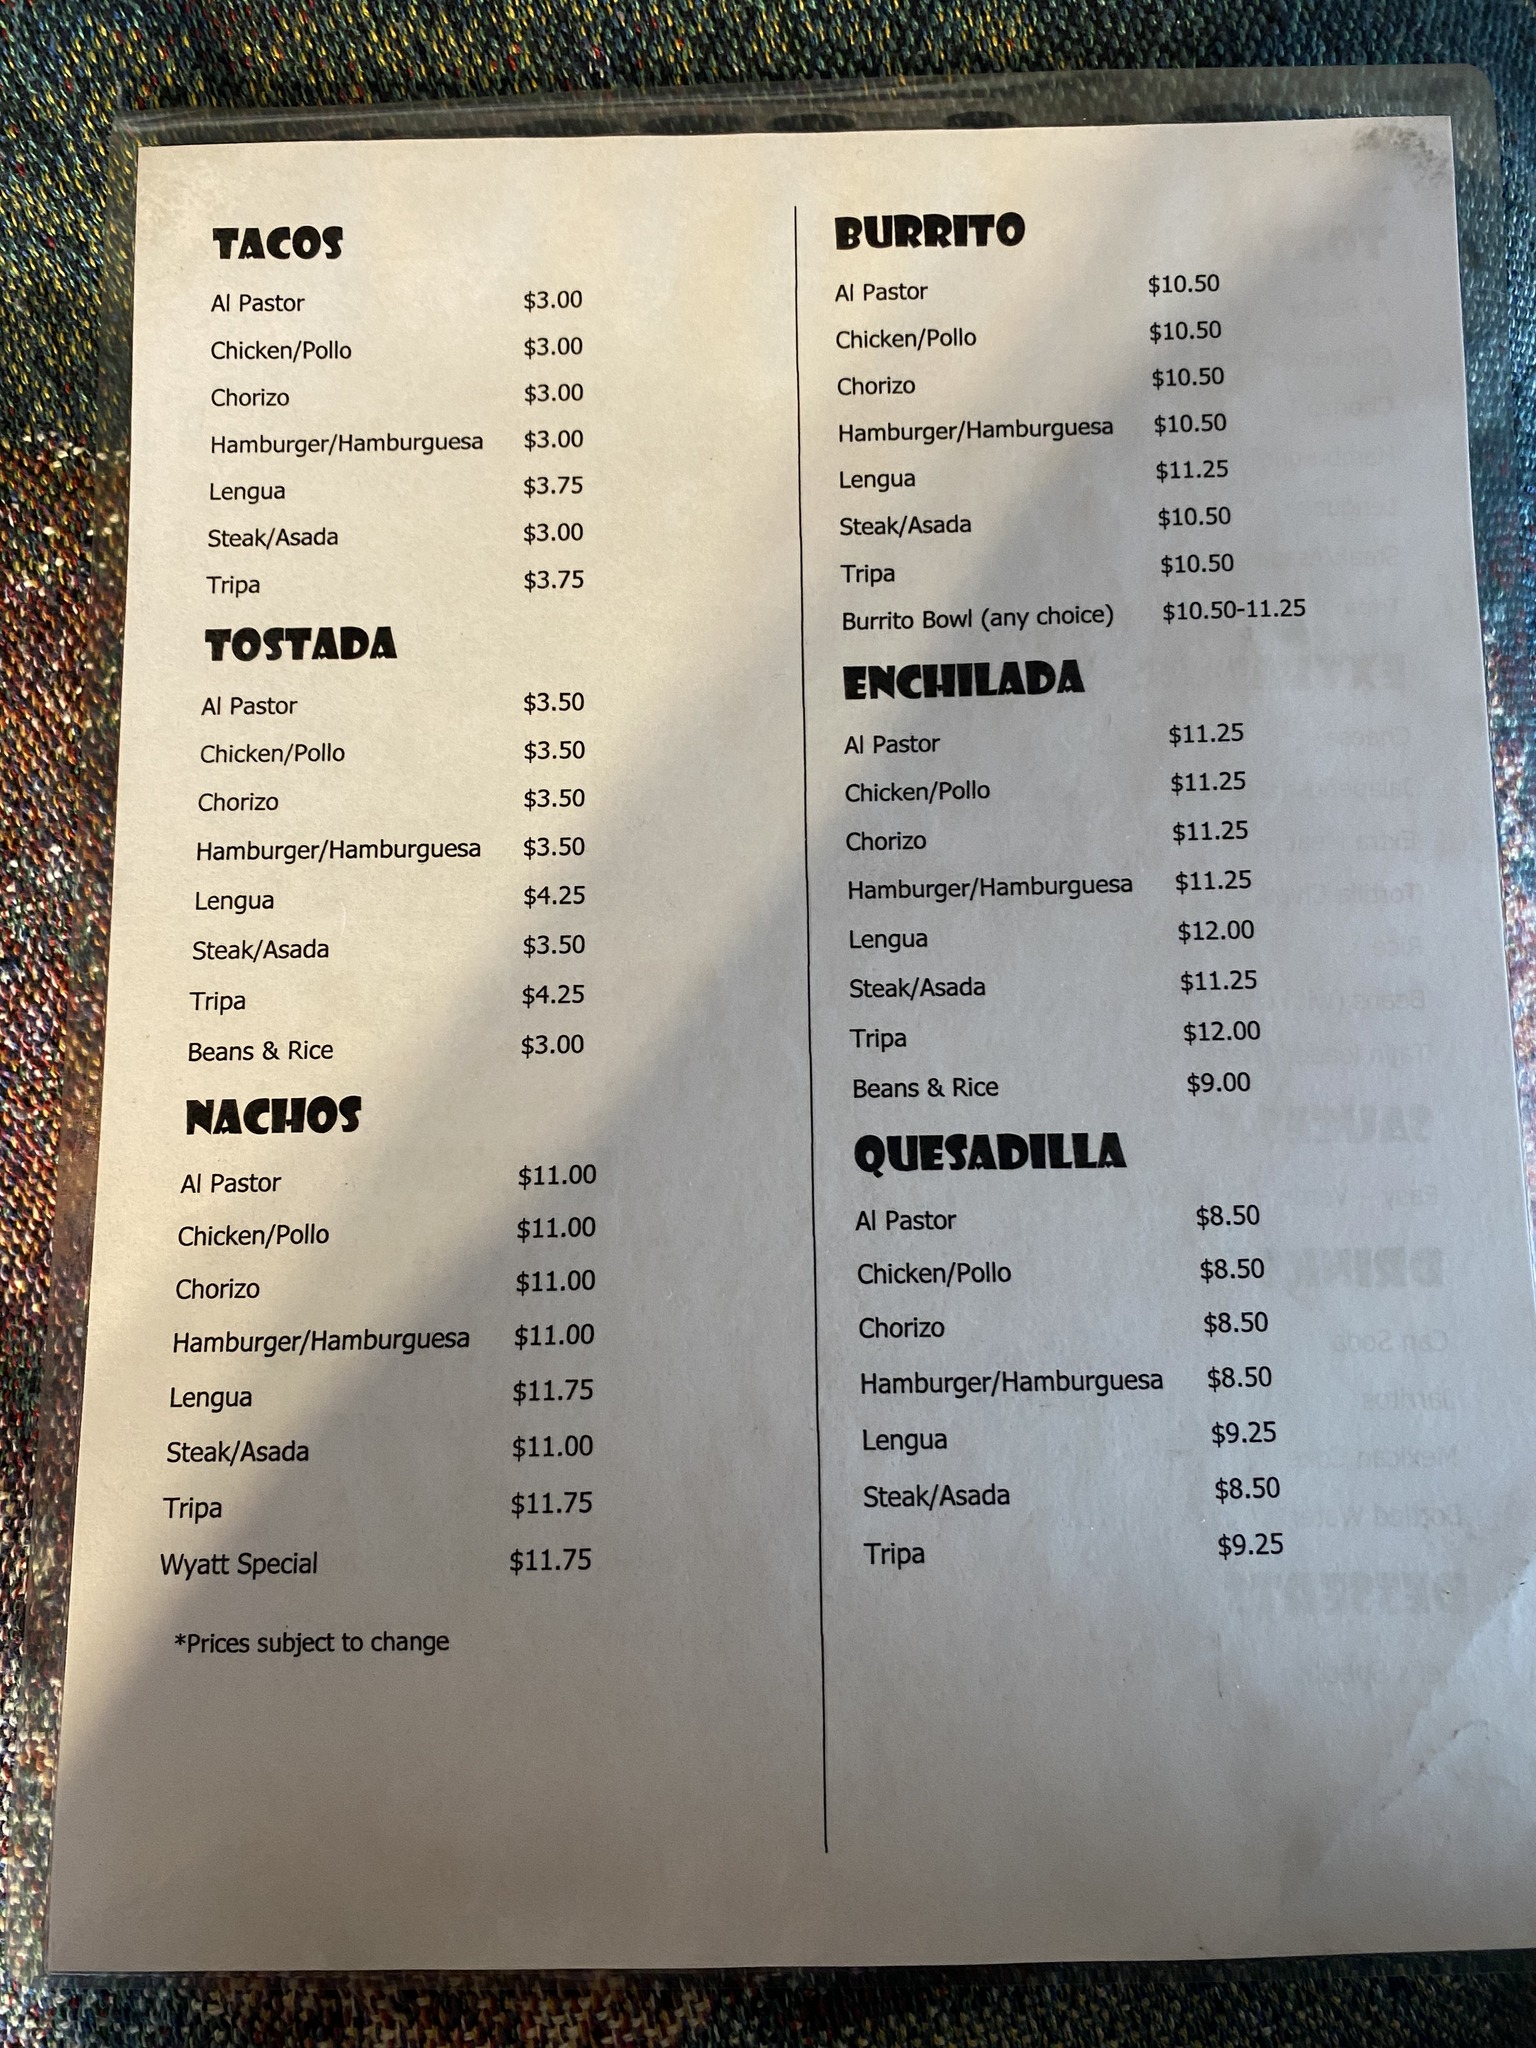 TACOS
Al Pastor $3.00
Chicken/Pollo $3.00
Chorizo $3.00
Hamburger/Hamburguesa $3.00
Lengua $3.75
Steak/Asada $3.00
Tripa $3.75
TOSTADA
Al Pastor $3.50
Chicken/Pollo $3.50
Chorizo $3.50
Hamburger/Hamburguesa $3.50
Lengua $4.25
Steak/Asada $3.50
Tripa $4.25
Beans & Rice $3.00
NACHOS
Al Pastor $11.00
Chicken/Pollo $11.00
Chorizo $11.00
Hamburger/Hamburguesa $11.00
Lengua $11.75
Steak/Asada $11.00
Tripa $11.75
Wyatt Special $11.75
*Prices subject to change
BURRITO
Al Pastor $10.50
Chicken/Pollo $10.50
Chorizo $10.50
Hamburger/Hamburguesa $10.50
Lengua $11.25
Steak/Asada $10.50
Tripa $10.50
Burrito Bowl (any choice) $10.50-11.25
ENCHILADA
Al Pastor $11.25
Chicken/Pollo $11.25
Chorizo $11.25
Hamburger/Hamburguesa $11.25
Lengua $12.00
Steak/Asada $11.25
Tripa $12.00
Beans & Rice $9.00
QUESADILLA
Al Pastor $8.50
Chicken/Pollo $8.50
Chorizo $8.50
Hamburger/Hamburguesa $8.50
Lengua $9.25
Steak/Asada $8.50
Tripa $9.25